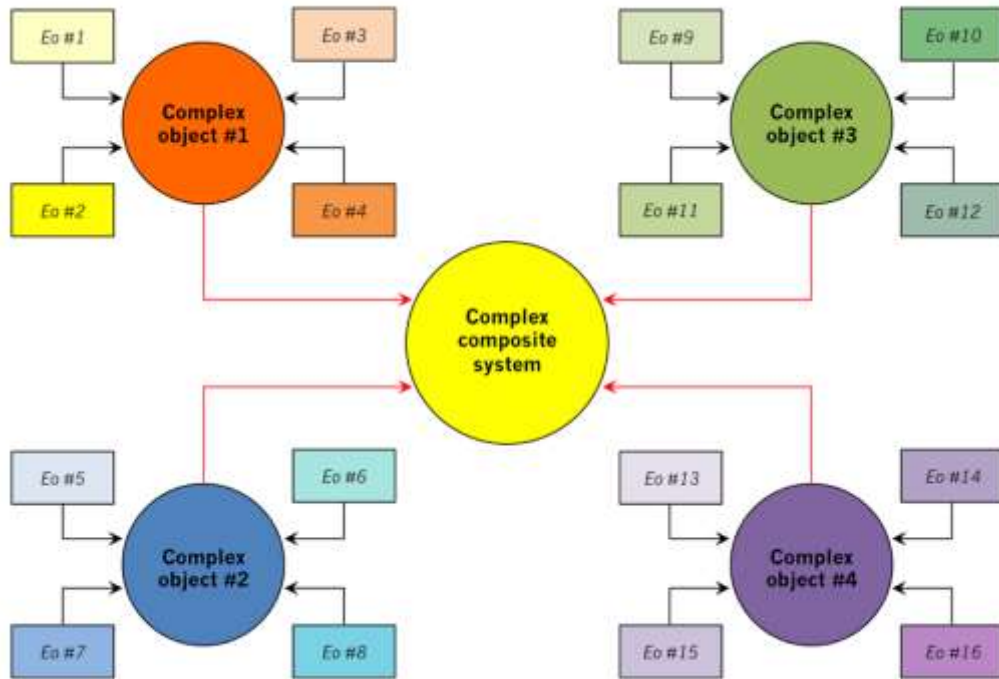 Eo #1
Eo #3
Eo #9
Eo #10
Complex
object #1
Complex
object #3
Eo #2
Eo #4
Eo #11
Eo #12
Complex
composite
system
Eo #5
Eo #6
Eo #13
Eo #14
Complex
object #2
Complex
object #4
Eo #7
Eo #8
Eo #15
Eo #16